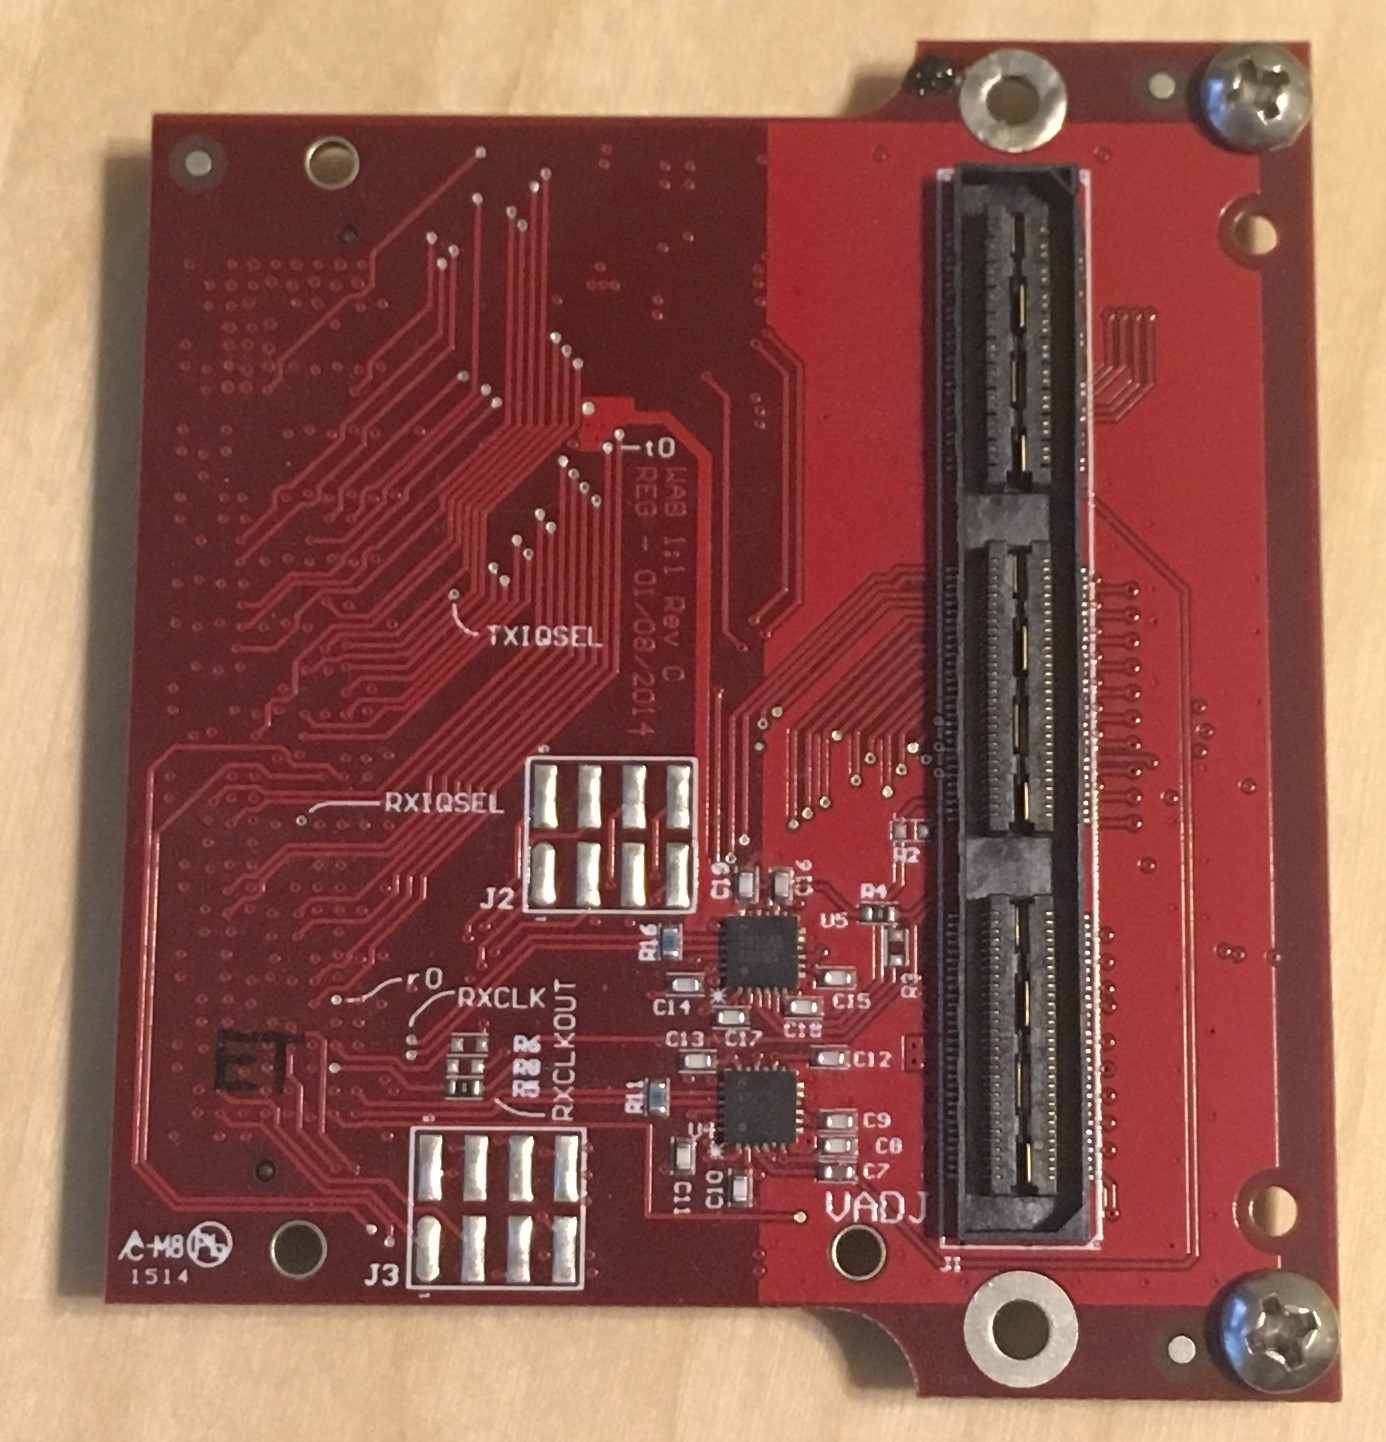 -t0
WAB 1:1 Rev C
REG - 01/08/2014
TXIQSEL
RXIQSEL
J2
C19
C16
R2
R4
U5
R16
R3
C14
C15
C17
C18
r0
RXCLK
RXCLKOUT
R6
R8
R5
C13
C12
R11
U4
C9
C8
C7
C11
C10
ET
VADJ
J3
J1
C-M8
1514